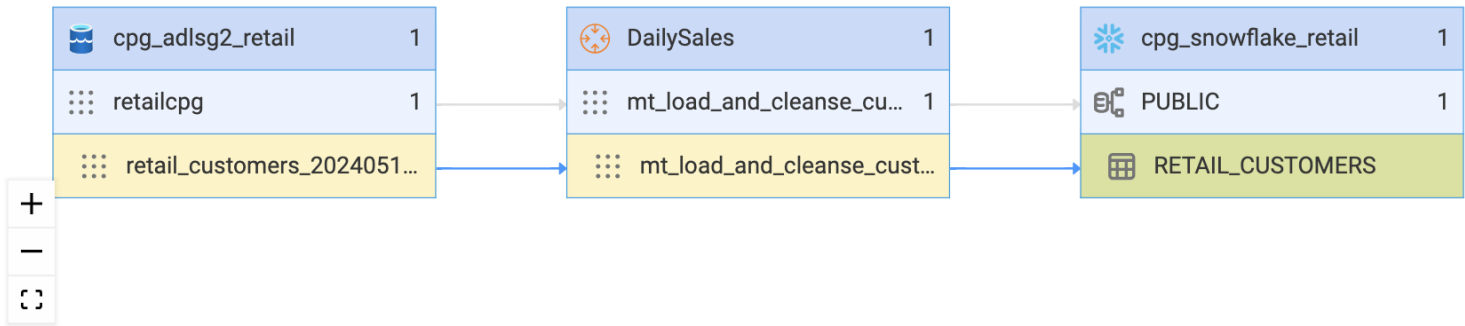 cpg_adlsg2_retail 1
retailcpg 1
retail_customers_2024051...
DailySales 1
mt_load_and_cleanse_cu... 1
mt_load_and_cleanse_cust...
cpg_snowflake_retail 1
PUBLIC 1
RETAIL_CUSTOMERS